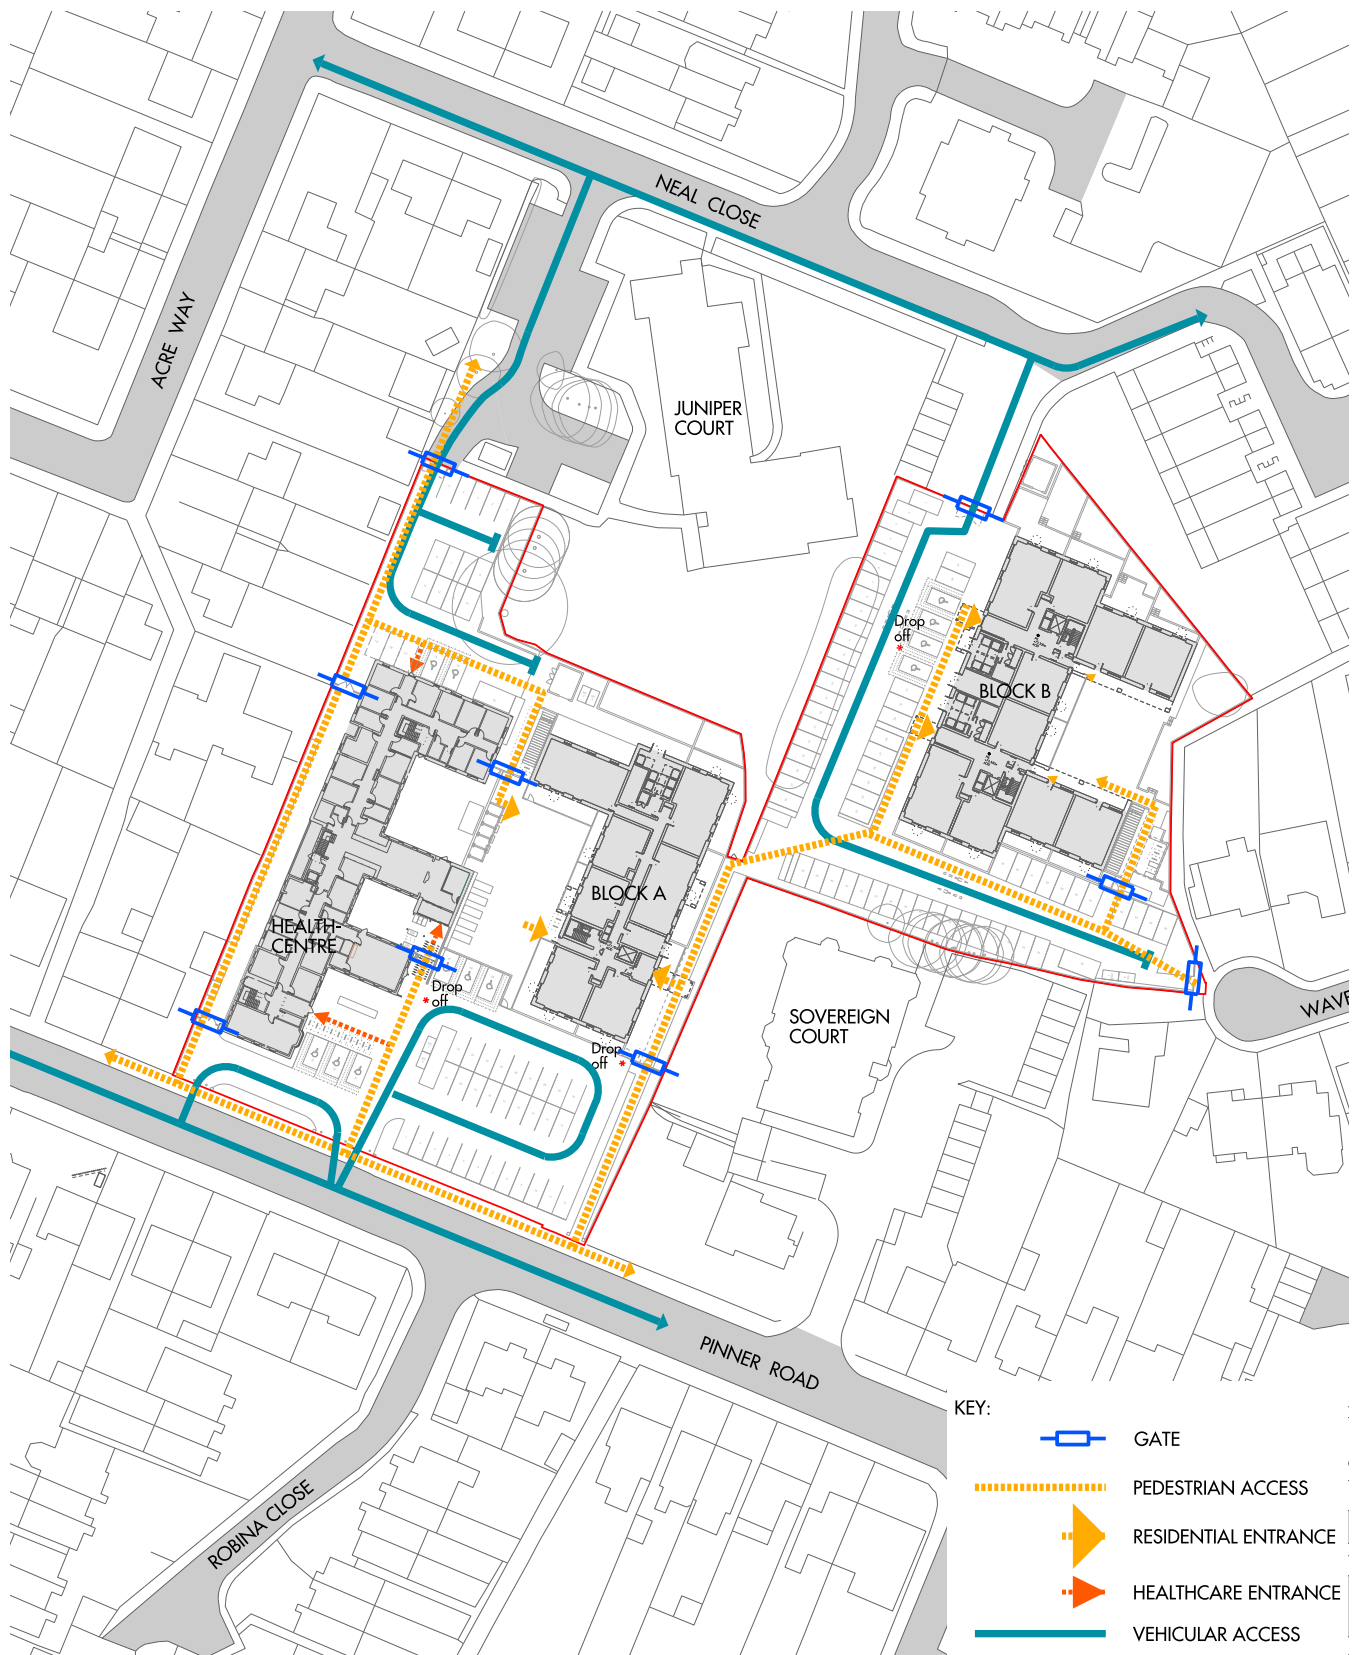 NEAL CLOSE
ACRE WAY
JUNIPER
COURT
Drop
off
*
BLOCK B
BLOCK A
HEALTH-
CENTRE
Drop
off
*
SOVEREIGN
COURT
WAVE
Drop
off
*
PINNER ROAD
ROBINA CLOSE
KEY:
GATE
PEDESTRIAN ACCESS
RESIDENTIAL ENTRANCE
HEALTHCARE ENTRANCE
VEHICULAR ACCESS